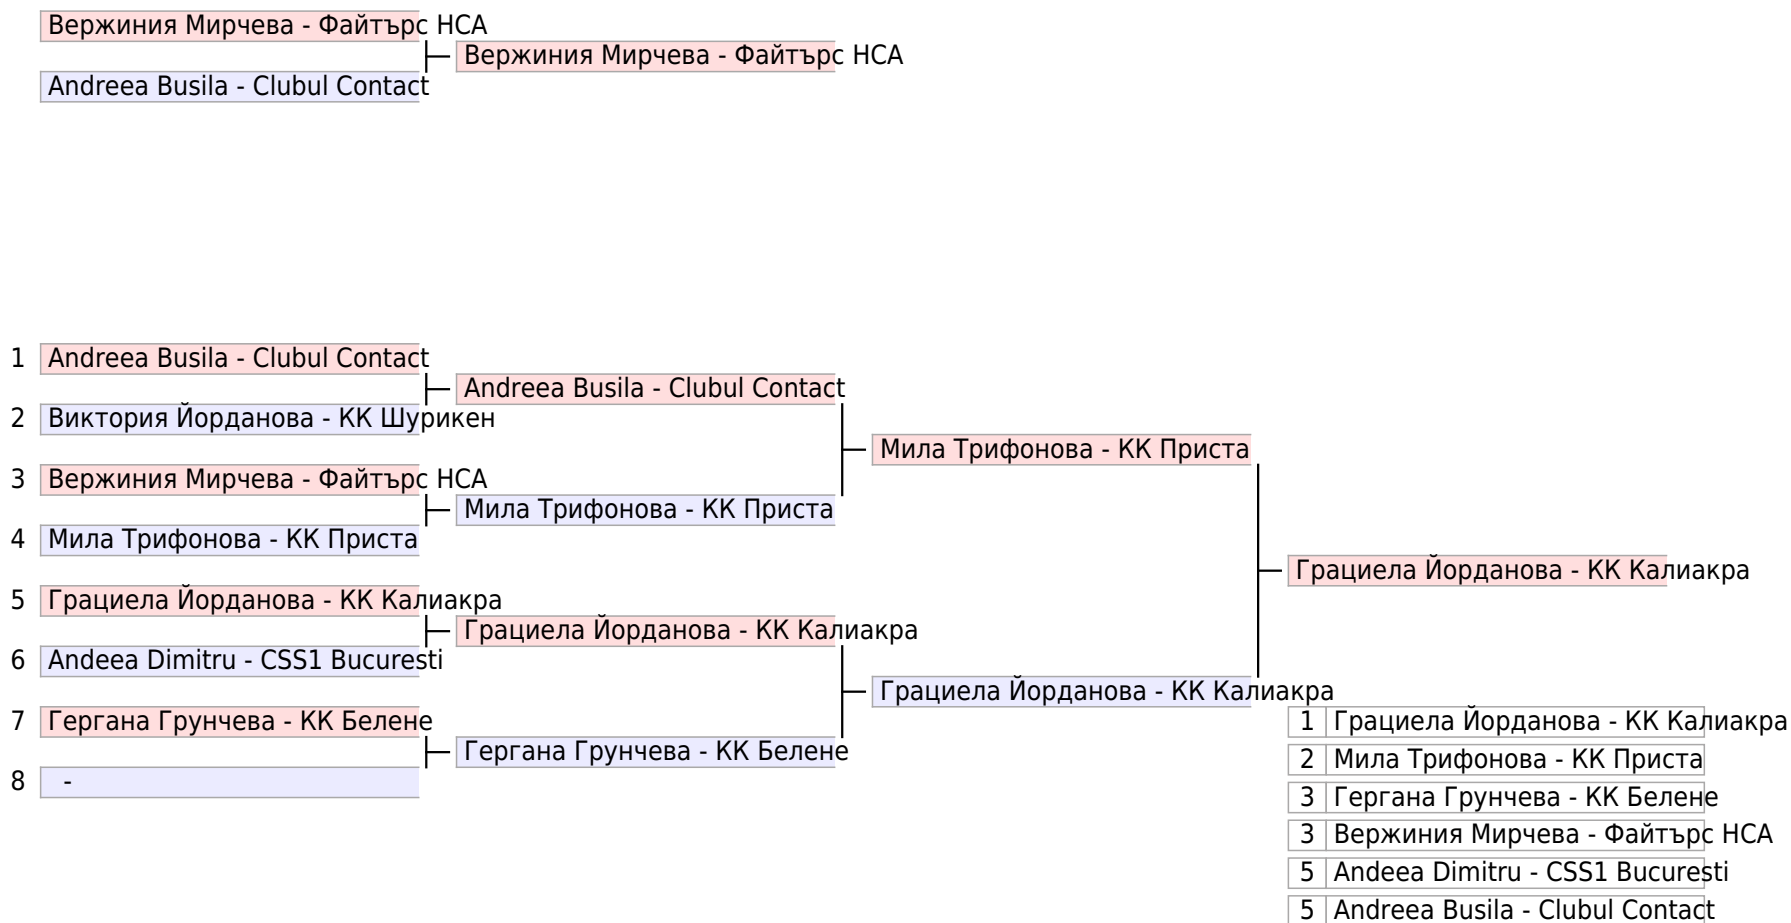 Вержиния Мирчева - Файтърс НСА
Вержиния Мирчева - Файтърс НСА
Andreea Busila - Clubul Contact
1 Andreea Busila - Clubul Contact
Andreea Busila - Clubul Contact
2 Виктория Йорданова - КК Шурикен
Мила Трифонова - КК Приста
3 Вержиния Мирчева - Файтърс НСА
Мила Трифонова - КК Приста
4 Мила Трифонова - КК Приста
Грациела Йорданова - КК Калиакра
5 Грациела Йорданова - КК Калиакра
Грациела Йорданова - КК Калиакра
6 Andeea Dimitru - CSS1 Bucuresti
Грациела Йорданова - КК Калиакра
7 Гергана Грунчева - КК Белене
Гергана Грунчева - КК Белене
8 -
1 Грациела Йорданова - КК Калиакра
2 Мила Трифонова - КК Приста
3 Гергана Грунчева - КК Белене
3 Вержиния Мирчева - Файтърс НСА
5 Andeea Dimitru - CSS1 Bucuresti
5 Andreea Busila - Clubul Contact